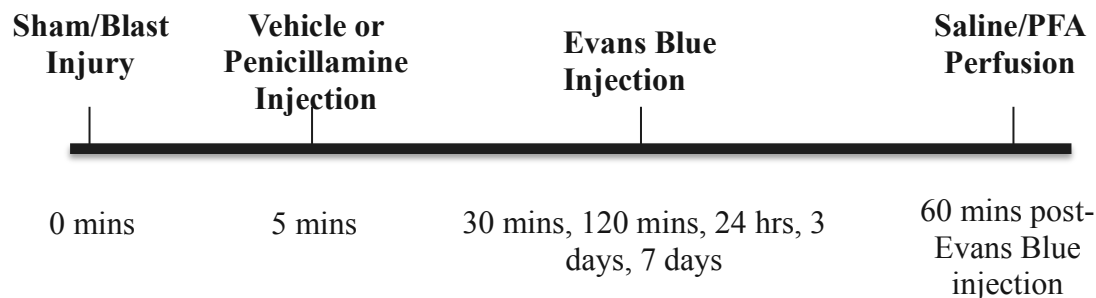 Sham/Blast
Injury
Vehicle or
Penicillamine
Injection
Evans Blue
Injection
Saline/PFA
Perfusion
0 mins
5 mins
30 mins, 120 mins, 24 hrs, 3
days, 7 days
60 mins post-
Evans Blue
injection